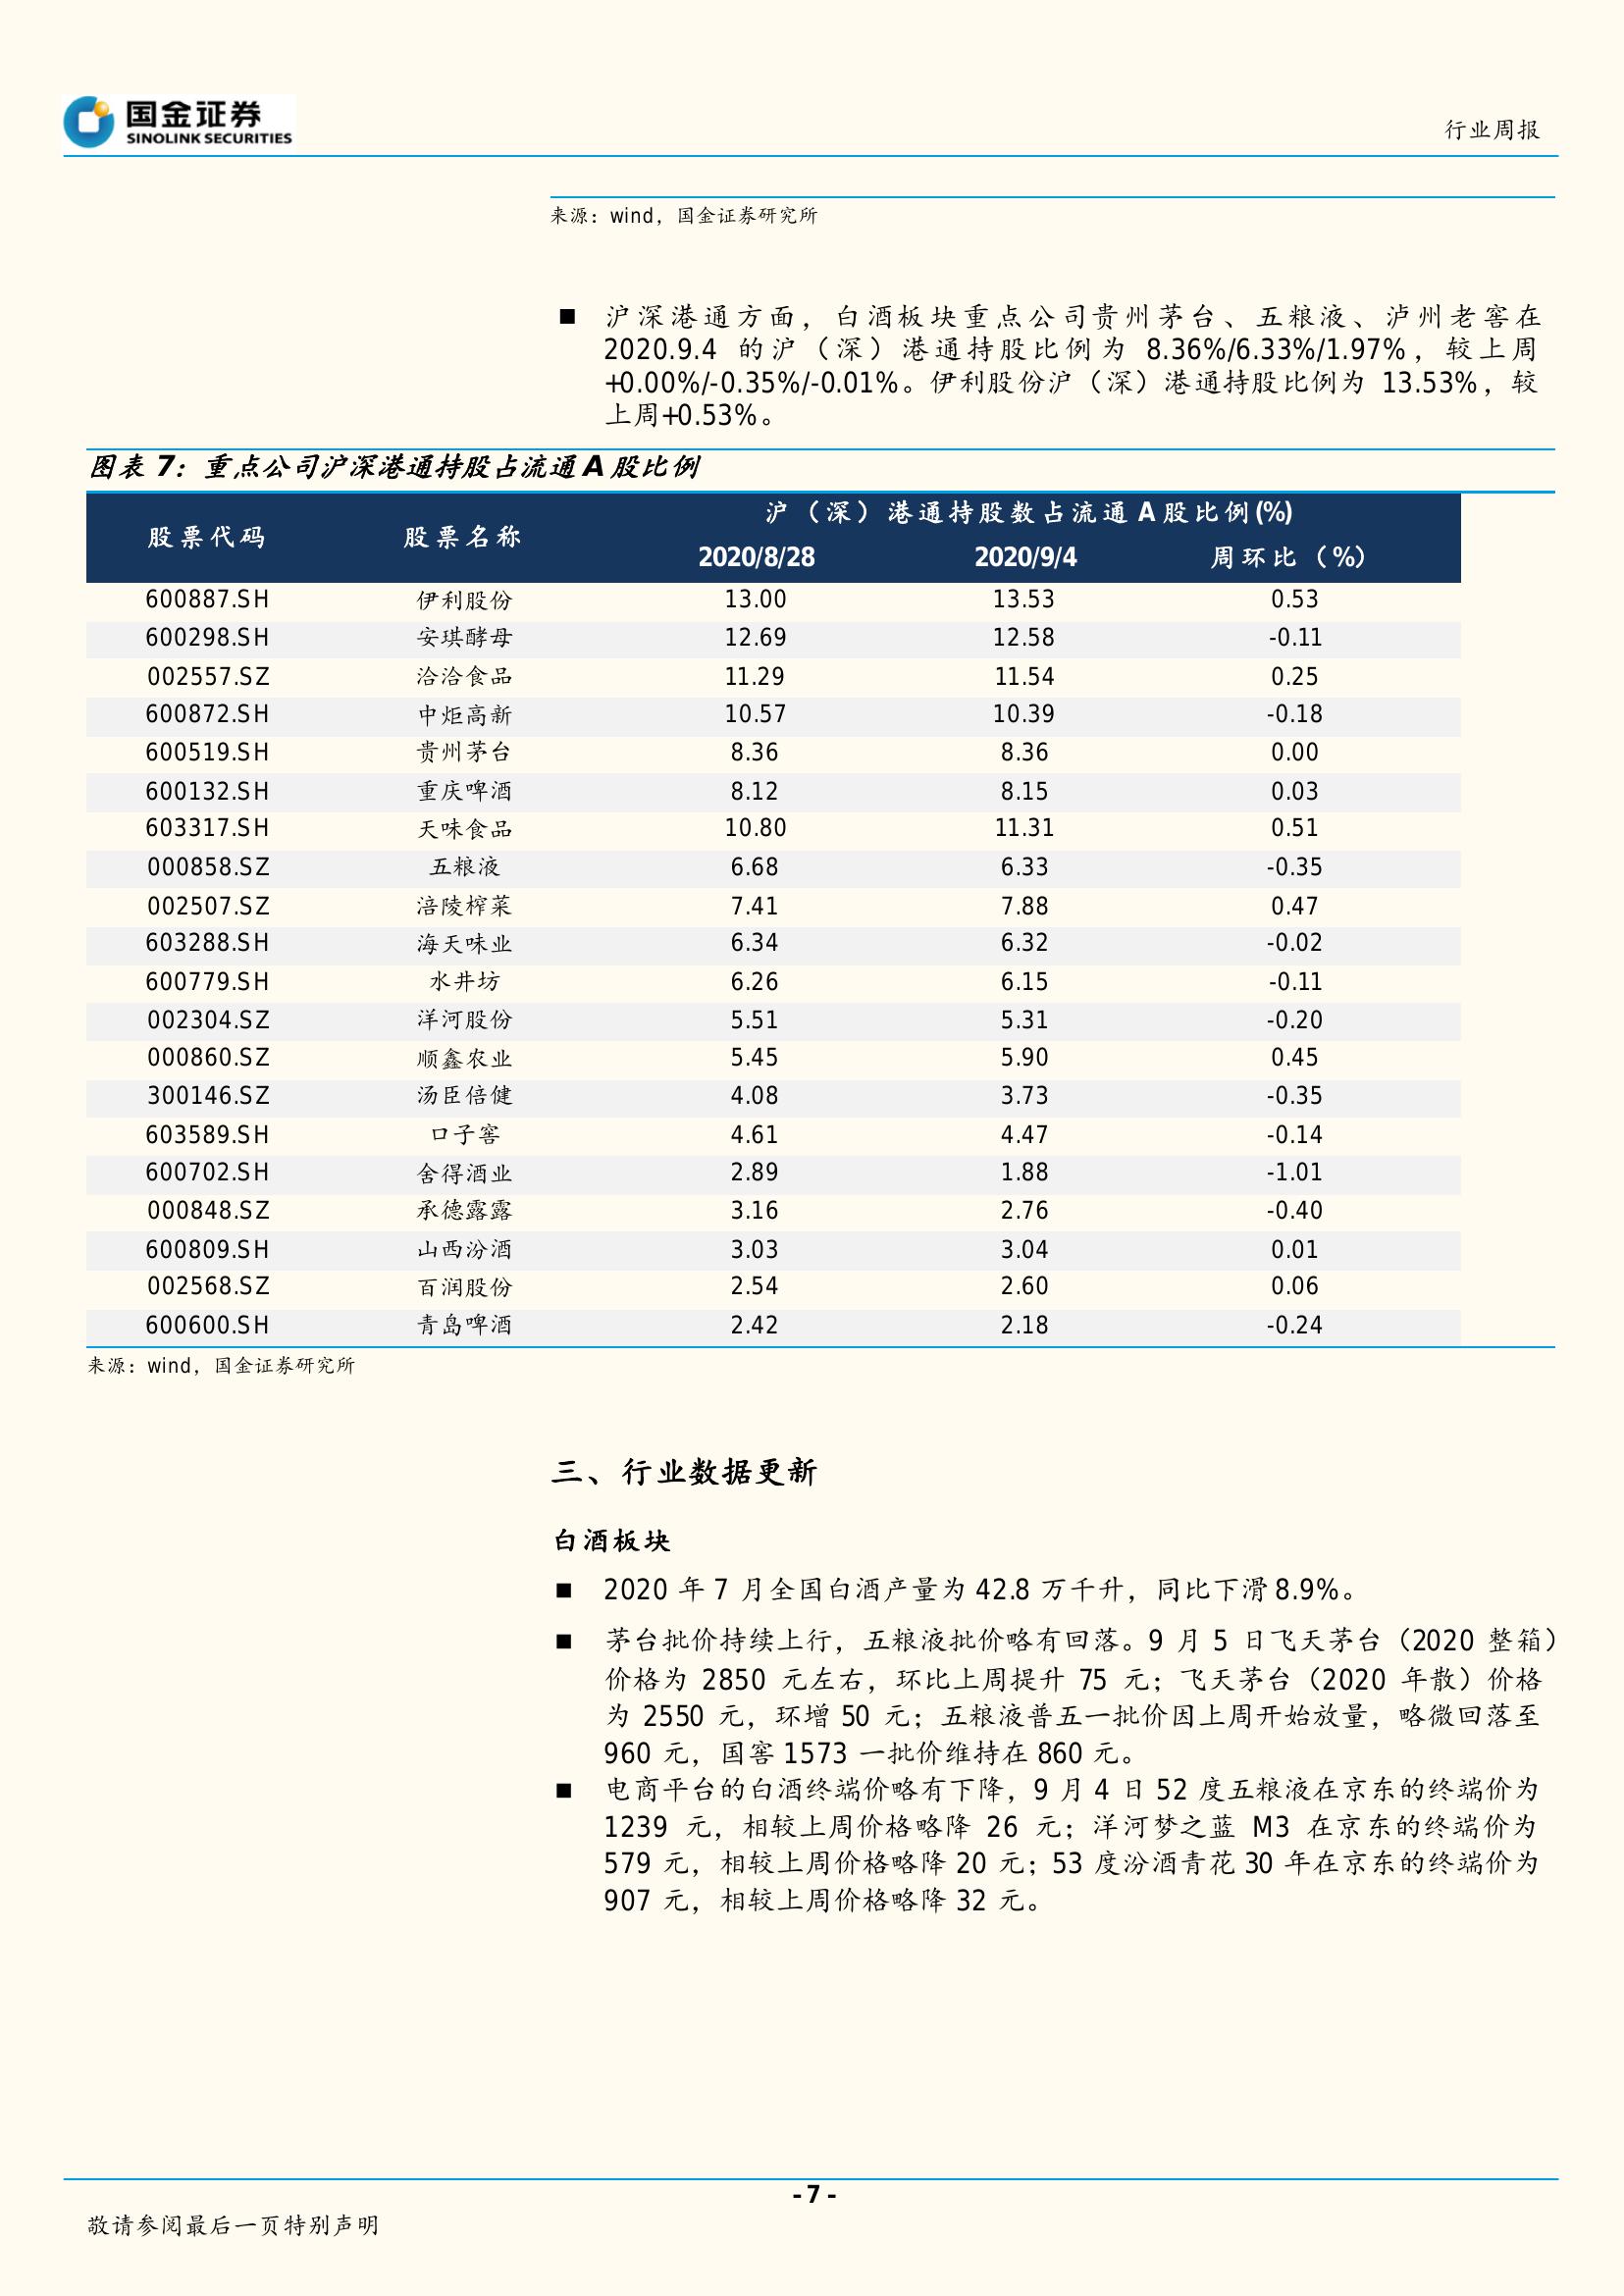 国金证券
SINOLINK SECURITIES
行业周报
来源：wind，国金证券研究所
■ 沪深港通方面，白酒板块重点公司贵州茅台、五粮液、泸州老窖在
2020.9.4 的沪（深）港通持股比例为 8.36%/6.33%/1.97%，较上周
+0.00%/-0.35%/-0.01%。伊利股份沪（深）港通持股比例为 13.53%，较
上周+0.53%。
图表 7：重点公司沪深港通持股占流通 A 股比例
股票代码 股票名称 沪（深）港通持股数占流通 A 股比例(%)
2020/8/28 2020/9/4 周环比（%）
600887.SH 伊利股份 13.00 13.53 0.53
600298.SH 安琪酵母 12.69 12.58 -0.11
002557.SZ 洽洽食品 11.29 11.54 0.25
600872.SH 中炬高新 10.57 10.39 -0.18
600519.SH 贵州茅台 8.36 8.36 0.00
600132.SH 重庆啤酒 8.12 8.15 0.03
603317.SH 天味食品 10.80 11.31 0.51
000858.SZ 五粮液 6.68 6.33 -0.35
002507.SZ 涪陵榨菜 7.41 7.88 0.47
603288.SH 海天味业 6.34 6.32 -0.02
600779.SH 水井坊 6.26 6.15 -0.11
002304.SZ 洋河股份 5.51 5.31 -0.20
000860.SZ 顺鑫农业 5.45 5.90 0.45
300146.SZ 汤臣倍健 4.08 3.73 -0.35
603589.SH 口子窖 4.61 4.47 -0.14
600702.SH 舍得酒业 2.89 1.88 -1.01
000848.SZ 承德露露 3.16 2.76 -0.40
600809.SH 山西汾酒 3.03 3.04 0.01
002568.SZ 百润股份 2.54 2.60 0.06
600600.SH 青岛啤酒 2.42 2.18 -0.24
来源：wind，国金证券研究所
三、行业数据更新
白酒板块
■ 2020 年 7 月全国白酒产量为 42.8 万千升，同比下滑 8.9%。
■ 茅台批价持续上行，五粮液批价略有回落。9 月 5 日飞天茅台（2020 整箱）
价格为 2850 元左右，环比上周提升 75 元；飞天茅台（2020 年散）价格
为 2550 元，环增 50 元；五粮液普五一批价因上周开始放量，略微回落至
960 元，国窖 1573 一批价维持在 860 元。
■ 电商平台的白酒终端价略有下降，9 月 4 日 52 度五粮液在京东的终端价为
1239 元，相较上周价格略降 26 元；洋河梦之蓝 M3 在京东的终端价为
579 元，相较上周价格略降 20 元；53 度汾酒青花 30 年在京东的终端价为
907 元，相较上周价格略降 32 元。
- 7 -
敬请参阅最后一页特别声明